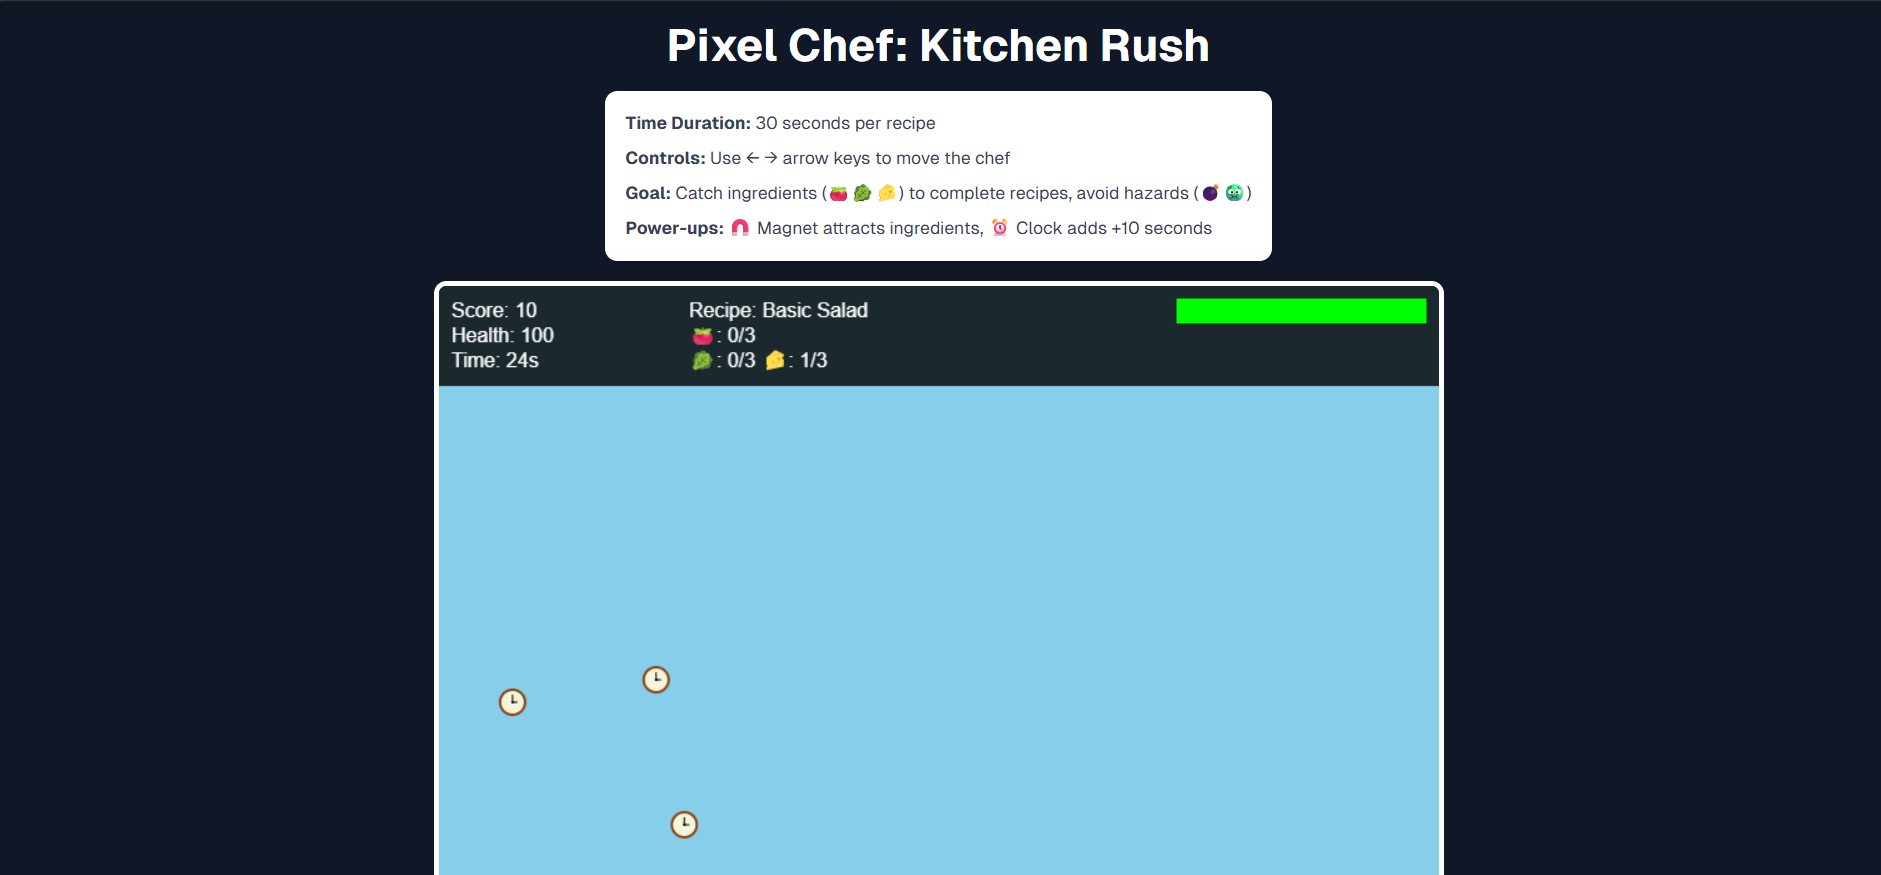 Pixel Chef: Kitchen Rush
Time Duration: 30 seconds per recipe
Controls: Use ← → arrow keys to move the chef
Goal: Catch ingredients (🍅 🥬 🧀) to complete recipes, avoid hazards (💣 🤢)
Power-ups: 🧲 Magnet attracts ingredients, ⏰ Clock adds +10 seconds
Score: 10
Health: 100
Time: 24s
Recipe: Basic Salad
🍅: 0/3
🥬: 0/3 🧀: 1/3